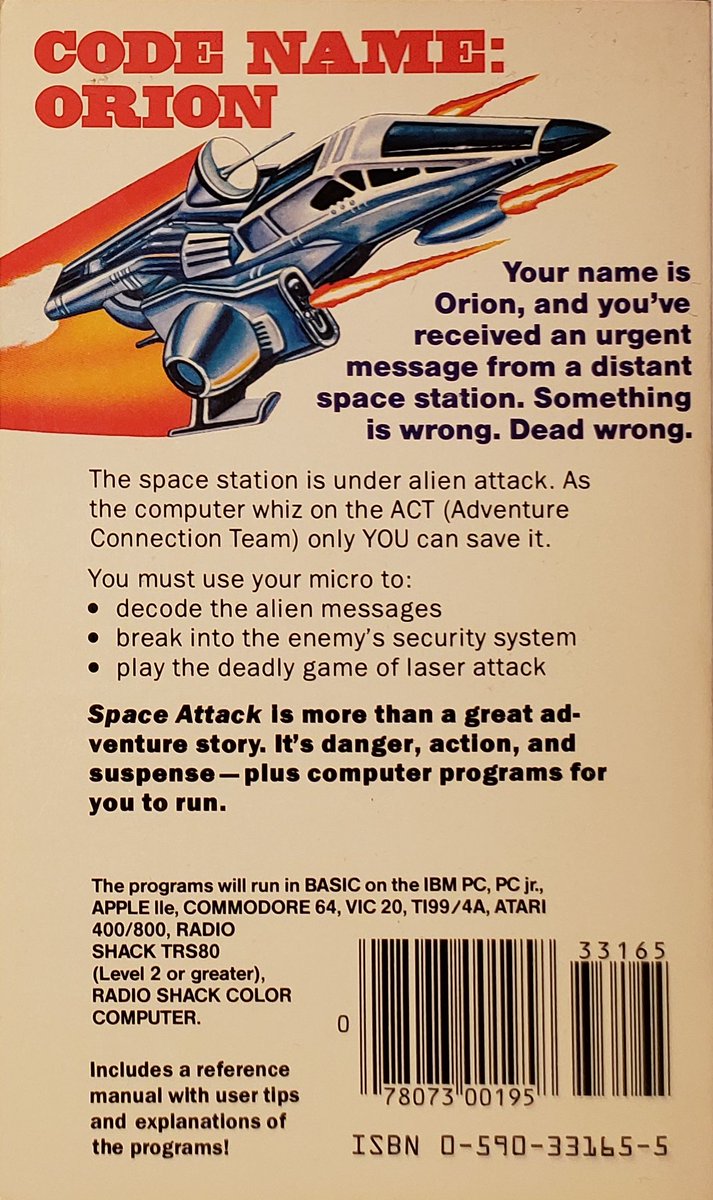 CODE NAME:
ORION
Your name is
Orion, and you've
received an urgent
message from a distant
space station. Something
is wrong. Dead wrong.
The space station is under alien attack. As
the computer whiz on the ACT (Adventure
Connection Team) only YOU can save it.
You must use your micro to:
• decode the alien messages
• break into the enemy's security system
• play the deadly game of laser attack
Space Attack is more than a great ad-
venture story. It's danger, action, and
suspense—plus computer programs for
you to run.
The programs will run in BASIC on the IBM PC, PC jr.,
APPLE IIe, COMMODORE 64, VIC 20, TI99/4A, ATARI
400/800, RADIO
SHACK TRS80
(Level 2 or greater),
RADIO SHACK COLOR
COMPUTER.
Includes a reference
manual with user tips
and explanations of
the programs!
33165
0
78073 00195
ISBN 0-590-33165-5